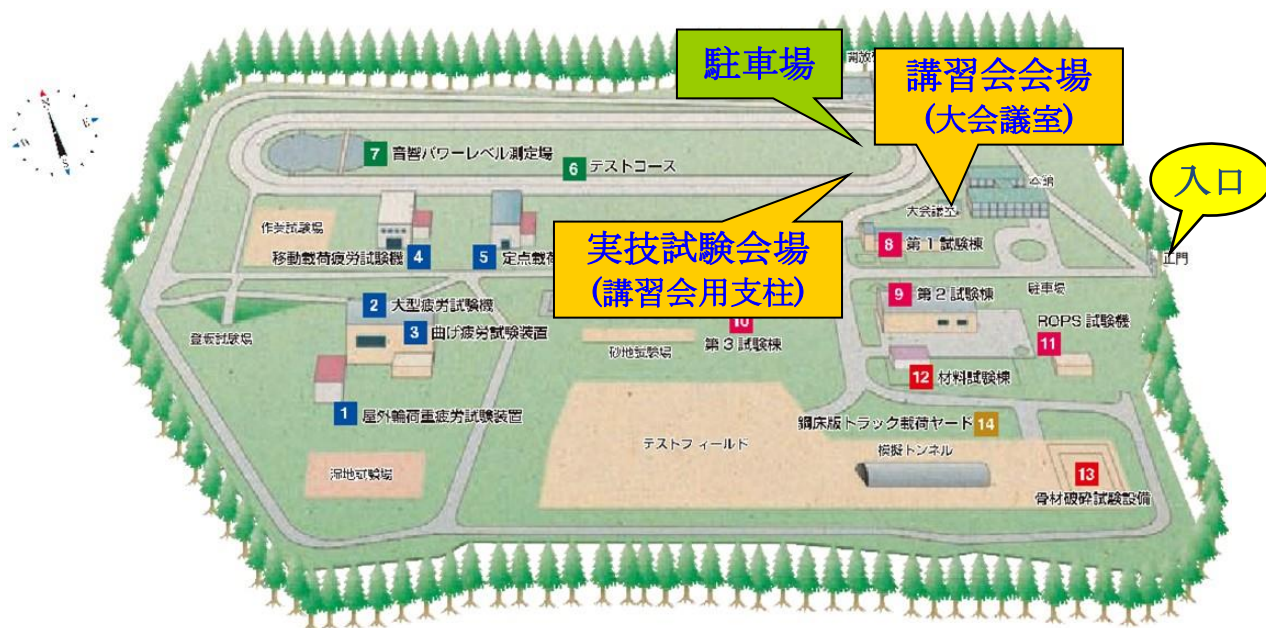 駐車場
講習会会場
(大会議室)
入口
7 音響パワーレベル測定場
6 テストコース
本館
大会議室
作業試験場
移動載荷疲労試験機 4
5 定点載荷
実技試験会場
(講習会用支柱)
8 第1試験棟
正門
駐車場
2 大型疲労試験機
3 曲げ疲労試験装置
9 第2試験棟
ROPS試験機
11
登坂試験場
砂地試験場
10
第3試験棟
12 材料試験棟
1 屋外輪荷重疲労試験装置
鋼床版トラック載荷ヤード 14
テストフィールド
模擬トンネル
湿地試験場
13
骨材破砕試験設備
N
S